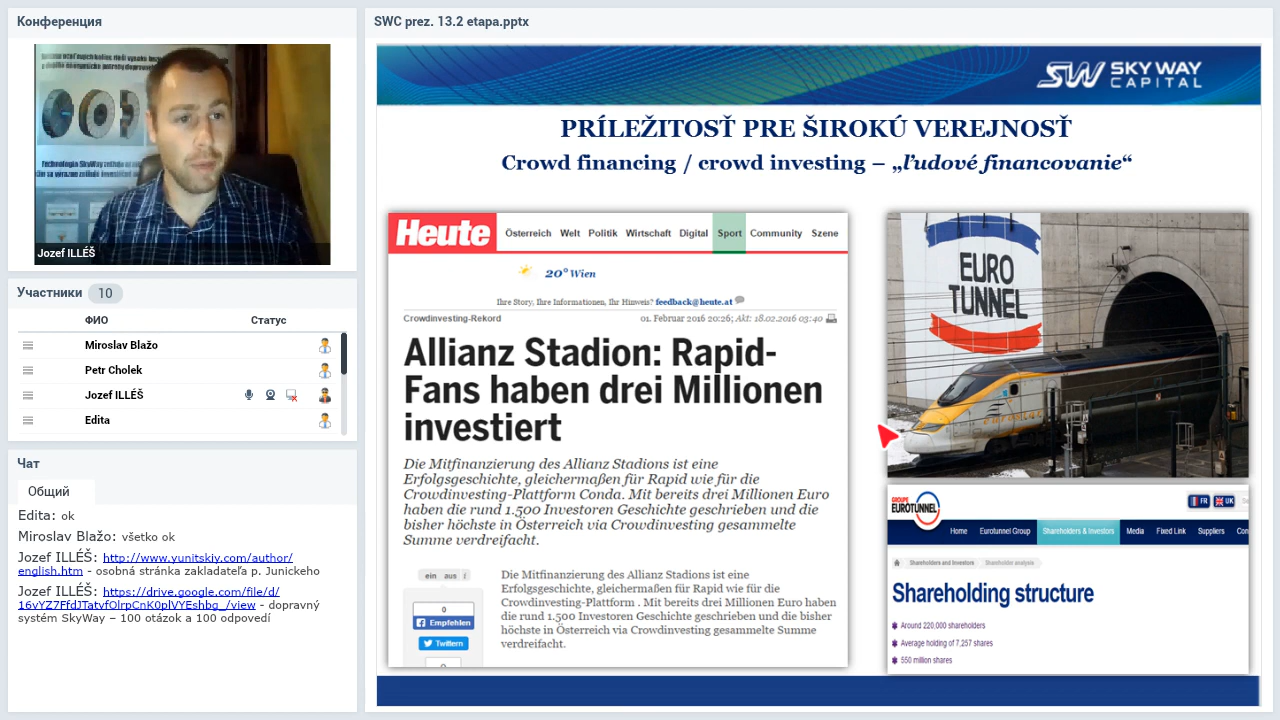 Конференция
Jozef ILLÉŠ
Участники 10
ФИО Статус
Miroslav Blažo
Petr Cholek
Jozef ILLÉŠ
Edita
Чат
Общий
Edita: ok
Miroslav Blažo: všetko ok
Jozef ILLÉŠ: http://www.yunitskiy.com/author/
english.htm - osobná stránka zakladateľa p. Junického
Jozef ILLÉŠ: https://drive.google.com/file/d/
16vYZ7FfdJTatvfOlrpCnK0plVYEshbg_/view - dopravný
systém SkyWay – 100 otázok a 100 odpovedí
SWC prez. 13.2 etapa.pptx
SW SKY WAY
CAPITAL
PRÍLEŽITOSŤ PRE ŠIROKÚ VEREJNOSŤ
Crowd financing / crowd investing – „ľudové financovanie“
Heute Österreich Welt Politik Wirtschaft Digital Sport Community Szene
20° Wien
Ihre Story, Ihre Informationen, Ihr Hinweis? feedback@heute.at
Crowdinvesting-Rekord 01. Februar 2016 20:26; Akt: 18.02.2016 03:40
Allianz Stadion: Rapid-
Fans haben drei Millionen
investiert
Die Mitfinanzierung des Allianz Stadions ist eine
Erfolgsgeschichte, gleichermaßen für Rapid wie für die
Crowdinvesting-Plattform Conda. Mit bereits drei Millionen Euro
haben die rund 1.500 Investoren Geschichte geschrieben und die
bisher höchste in Österreich via Crowdinvesting gesammelte
Summe verdreifacht.
ein aus
0
Empfehlen
Twittern
Die Mitfinanzierung des Allianz Stadions ist eine
Erfolgsgeschichte, gleichermaßen für Rapid wie für die
Crowdinvesting-Plattform . Mit bereits drei Millionen Euro haben
die rund 1.500 Investoren Geschichte geschrieben und die bisher
höchste in Österreich via Crowdinvesting gesammelte Summe
verdreifacht.
EURO
TUNNEL
GROUPE
EUROTUNNEL
FR UK
Home Eurotunnel Group Shareholders & Investors Media Fixed Link Suppliers Con
Shareholders and Investors Shareholder analysis
Shareholding structure
Around 220,000 shareholders
Average holding of 7,257 shares
550 million shares